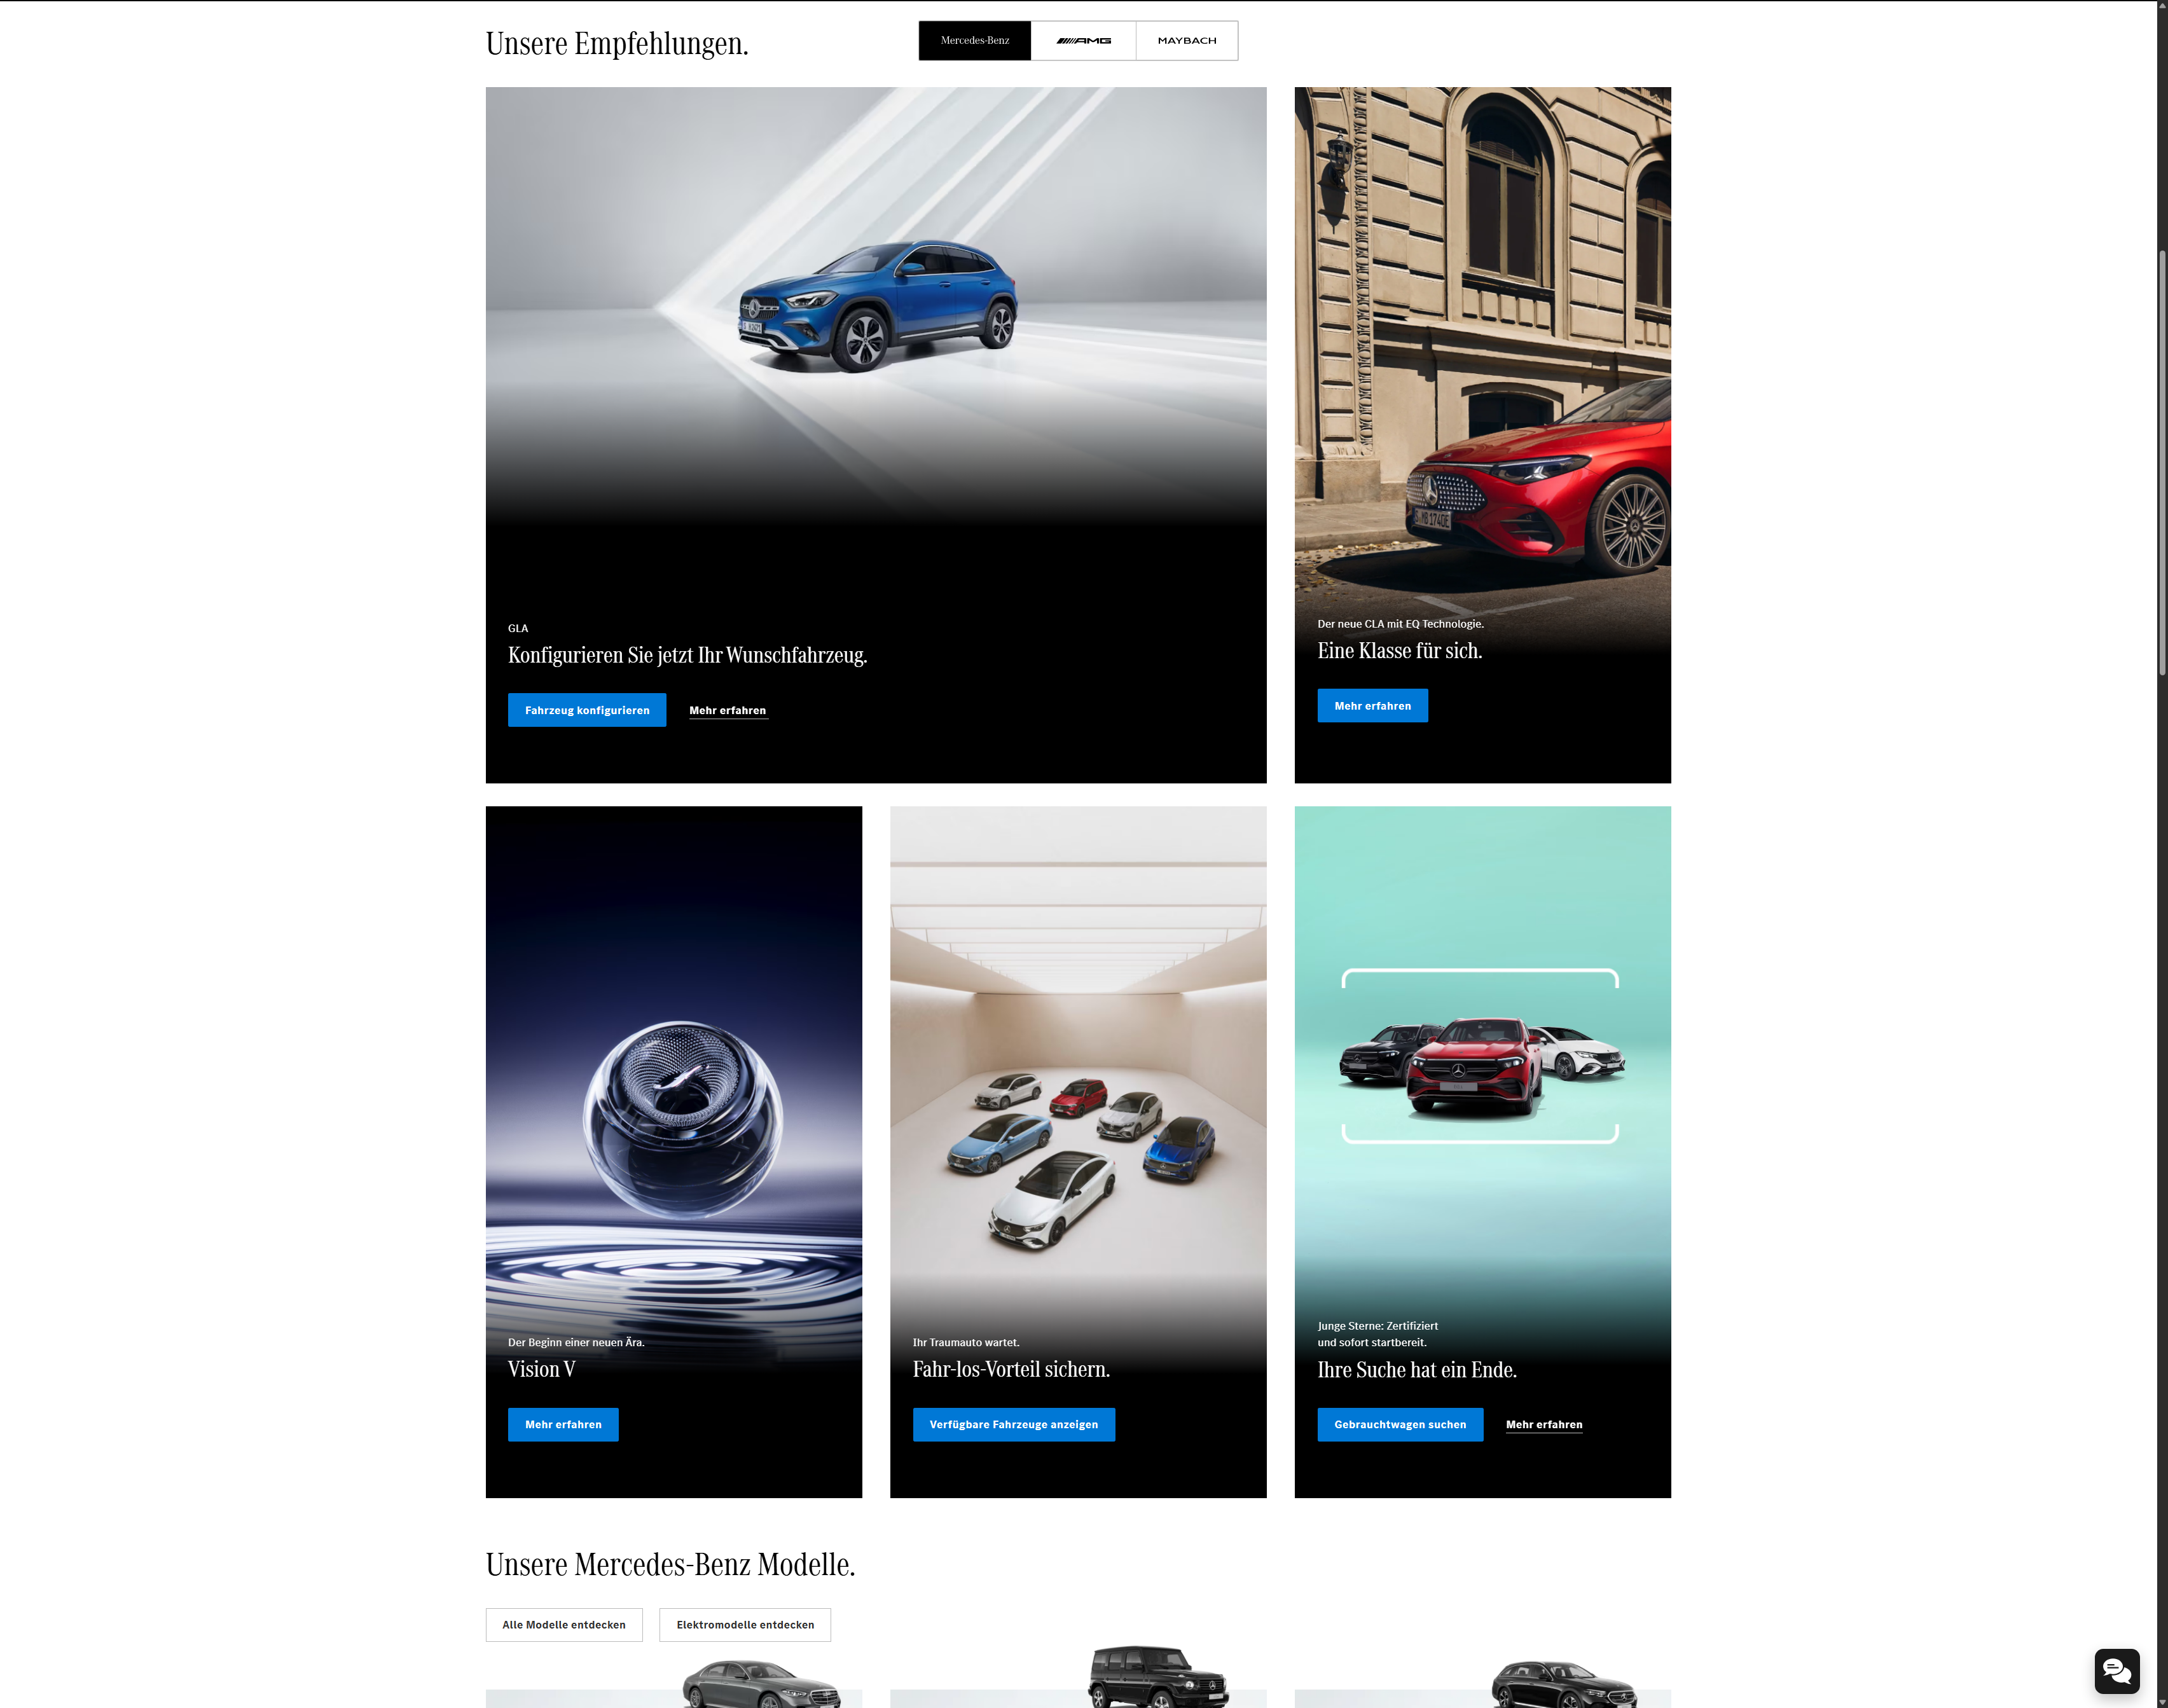 Unsere Empfehlungen.
Mercedes-Benz
AMG
MAYBACH
GLA
Konfigurieren Sie jetzt Ihr Wunschfahrzeug.
Fahrzeug konfigurieren
Mehr erfahren
S MB 1740E
Der neue CLA mit EQ Technologie.
Eine Klasse für sich.
Mehr erfahren
Der Beginn einer neuen Ära.
Vision V
Mehr erfahren
Ihr Traumauto wartet.
Fahr-los-Vorteil sichern.
Verfügbare Fahrzeuge anzeigen
Junge Sterne: Zertifiziert
und sofort startbereit.
Ihre Suche hat ein Ende.
Gebrauchtwagen suchen
Mehr erfahren
Unsere Mercedes-Benz Modelle.
Alle Modelle entdecken
Elektromodelle entdecken